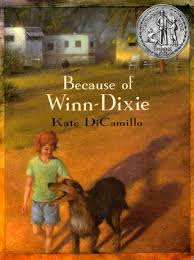 Because of
Winn-Dixie
Kate DiCamillo